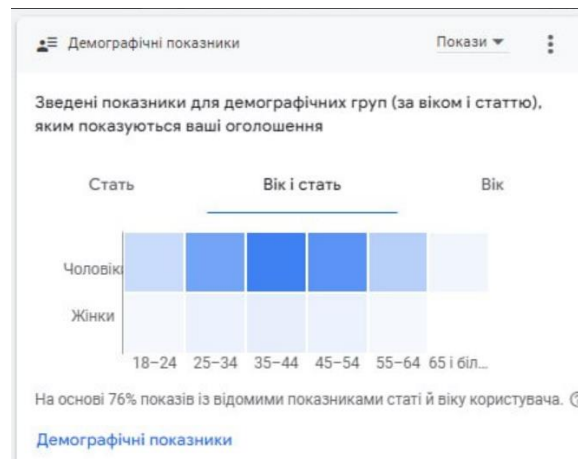 Демографічні показники
Покази
Зведені показники для демографічних груп (за віком і статтю),
яким показуються ваші оголошення
Стать
Вік і стать
Вік
Чоловік
Жінки
18–24 25–34 35–44 45–54 55–64 65 і біл...
На основі 76% показів із відомими показниками статі й віку користувача.
Демографічні показники